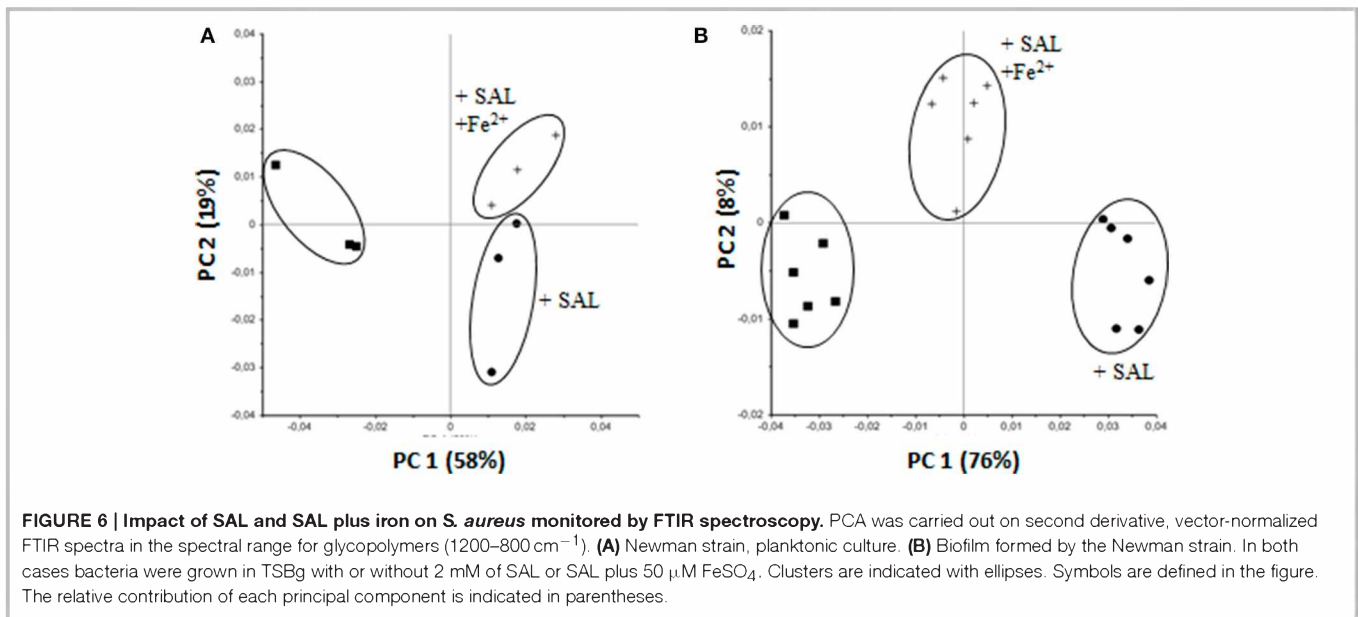 A
0,04
0,03
0,02
0,01
0
-0,01
-0,02
-0,03
-0,04
-0,04
-0,02
0
0,02
0,04
PC2 (19%)
PC 1 (58%)
+ SAL
+Fe²⁺
+ SAL
B
0,02
0,01
0
-0,01
-0,02
-0,04
-0,03
-0,02
-0,01
0
0,01
0,02
0,03
0,04
PC2 (8%)
PC 1 (76%)
+ SAL
+Fe²⁺
+ SAL
FIGURE 6 | Impact of SAL and SAL plus iron on S. aureus monitored by FTIR spectroscopy. PCA was carried out on second derivative, vector-normalized
FTIR spectra in the spectral range for glycopolymers (1200–800 cm⁻¹). (A) Newman strain, planktonic culture. (B) Biofilm formed by the Newman strain. In both
cases bacteria were grown in TSBg with or without 2 mM of SAL or SAL plus 50 μM FeSO₄. Clusters are indicated with ellipses. Symbols are defined in the figure.
The relative contribution of each principal component is indicated in parentheses.